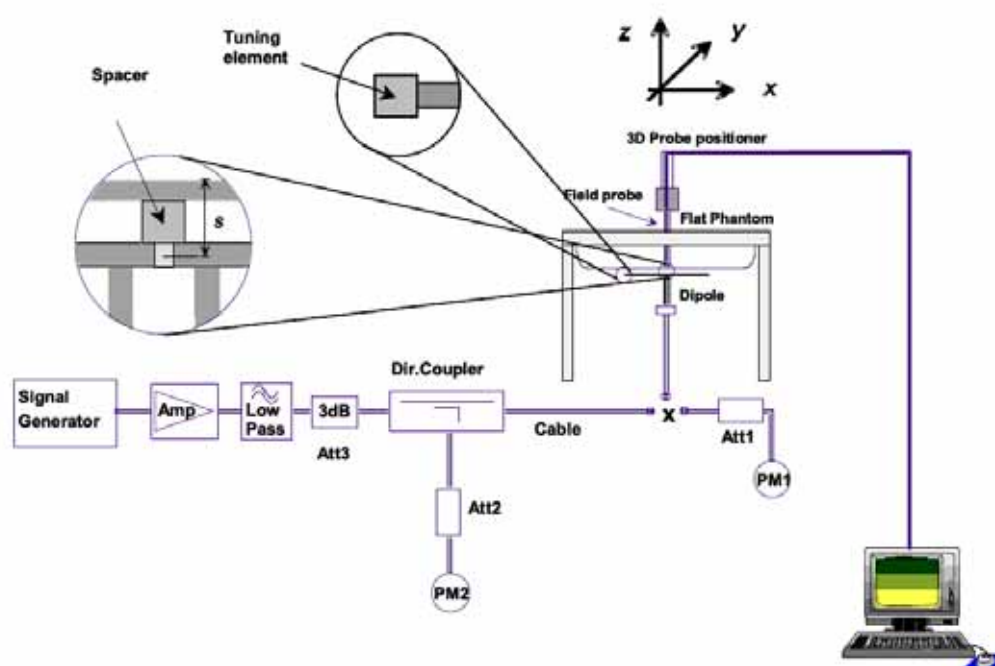 Tuning
element
Spacer
z
y
x
3D Probe positioner
Field probe
Flat Phantom
s
Dipole
Dir.Coupler
Signal
Generator
Amp
Low
Pass
3dB
Att3
Cable
x
Att1
PM1
Att2
PM2